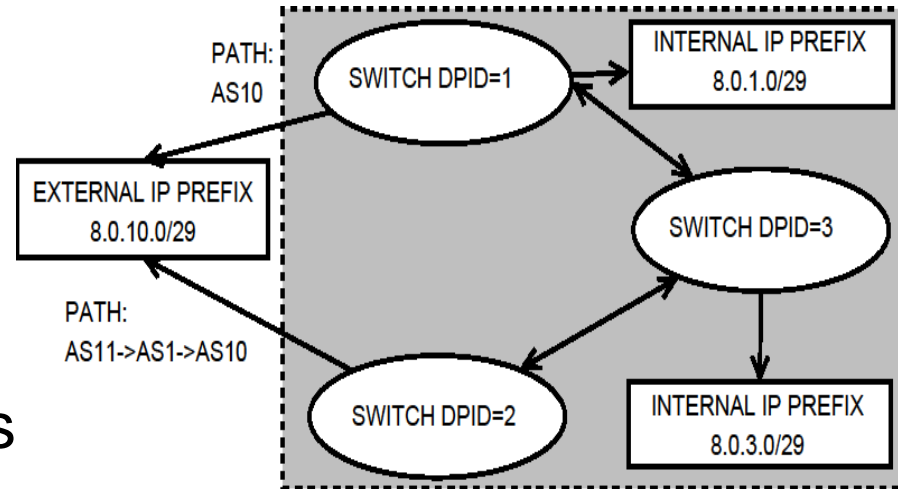 PATH:
AS10
SWITCH DPID=1
INTERNAL IP PREFIX
8.0.1.0/29
EXTERNAL IP PREFIX
8.0.10.0/29
SWITCH DPID=3
PATH:
AS11->AS1->AS10
SWITCH DPID=2
INTERNAL IP PREFIX
8.0.3.0/29
s